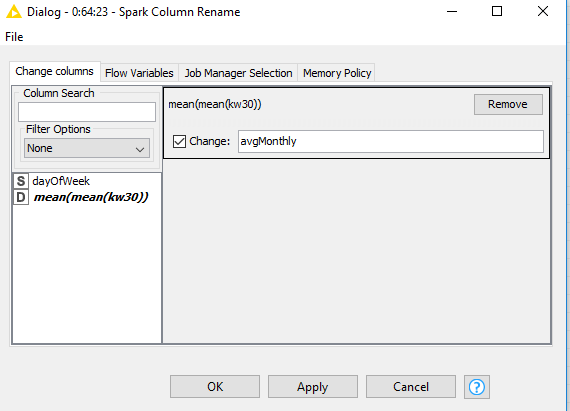 Dialog - 0:64:23 - Spark Column Rename
File
Change columns Flow Variables Job Manager Selection Memory Policy
Column Search
Filter Options
None
S dayOfWeek
D mean(mean(kw30))
mean(mean(kw30)) Remove
Change: avgMonthly
OK Apply Cancel ?